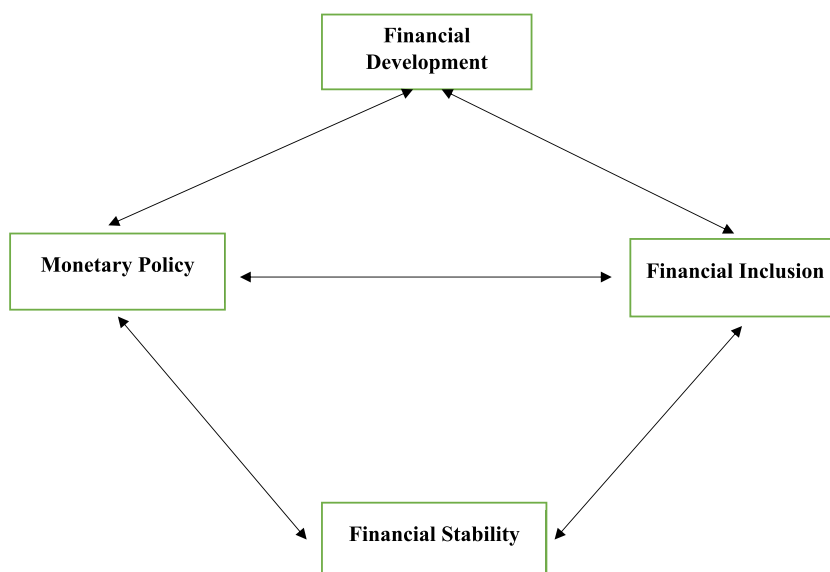 Financial
Development
Monetary Policy
Financial Inclusion
Financial Stability